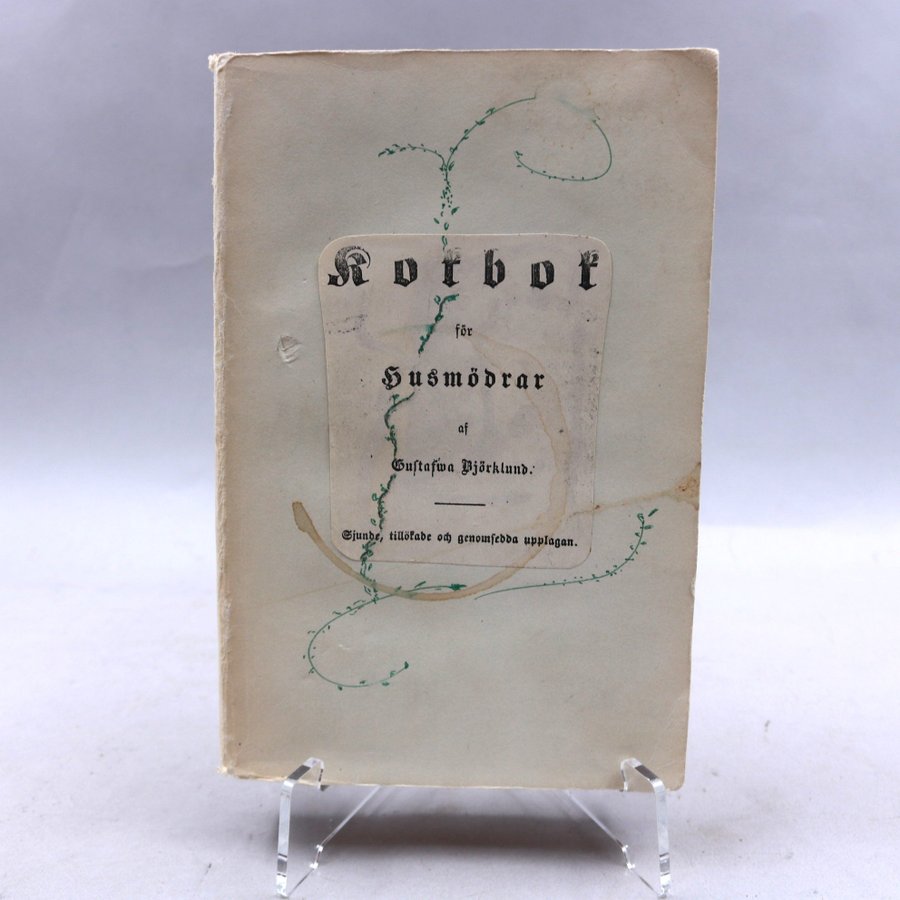 Kokbok
för
Husmödrar
af
Gustafwa Björklund.
Sjunde, tillökade och genomsedda upplagan.